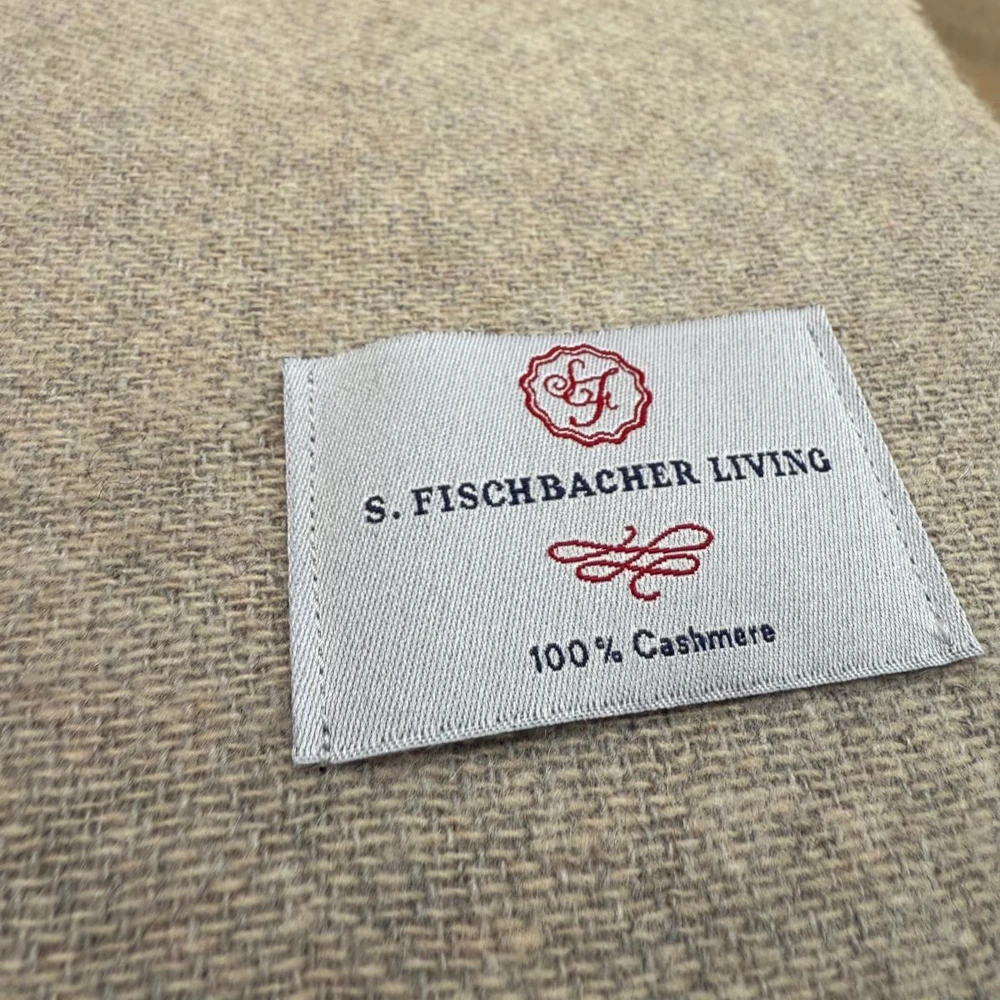 SF
S. FISCHBACHER LIVING
100 % Cashmere